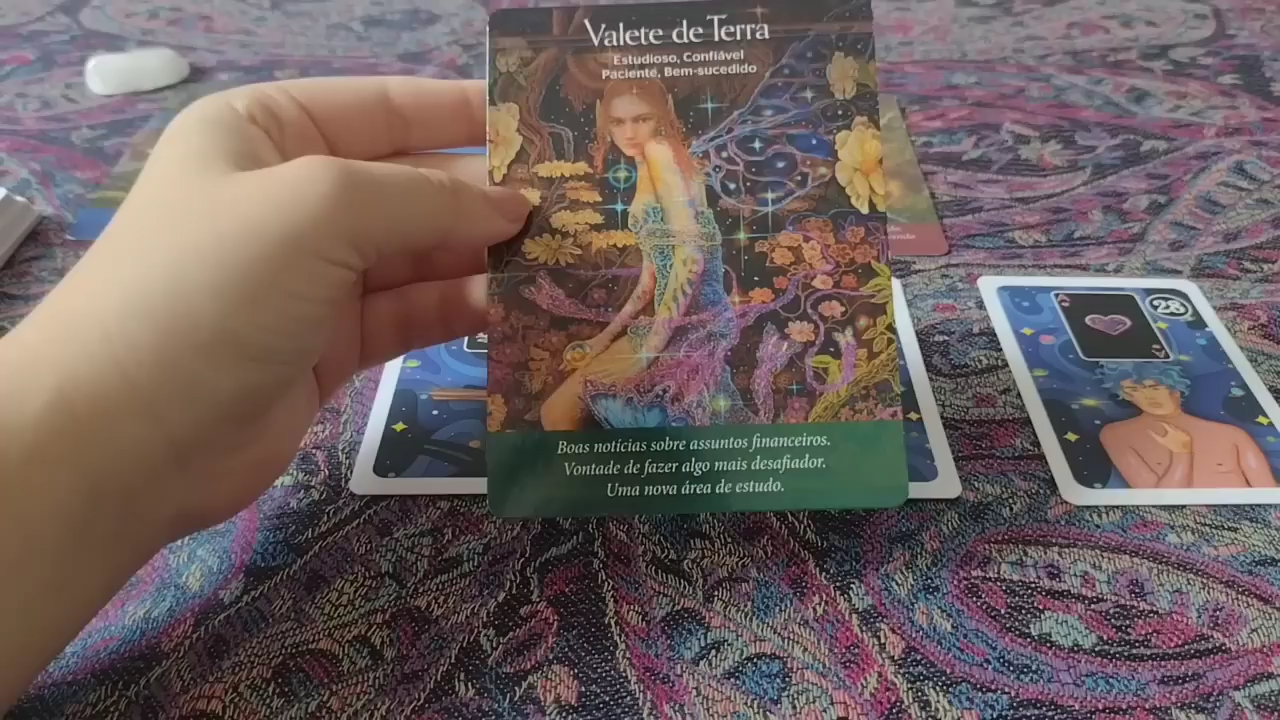 Valete de Terra
Estudioso, Confiável
Paciente, Bem-sucedido
28
A
Boas notícias sobre assuntos financeiros.
Vontade de fazer algo mais desafiador.
Uma nova área de estudo.